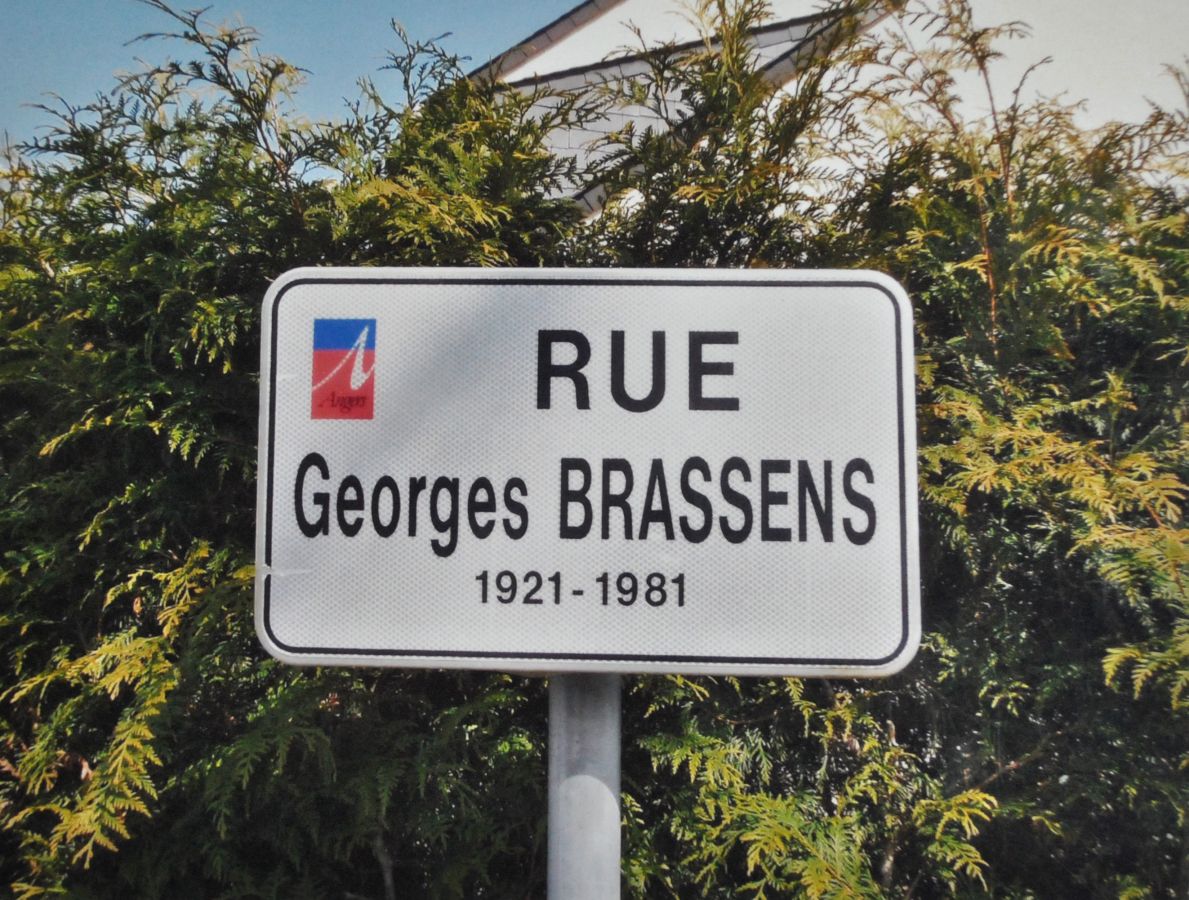 Angers
RUE
Georges BRASSENS
1921-1981